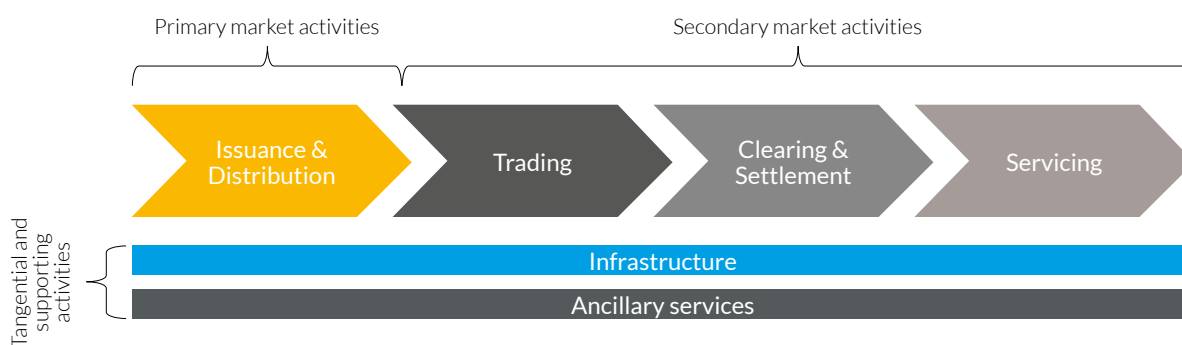 Primary market activities
Secondary market activities
Issuance &
Distribution
Trading
Clearing &
Settlement
Servicing
Tangential and
supporting
activities
Infrastructure
Ancillary services